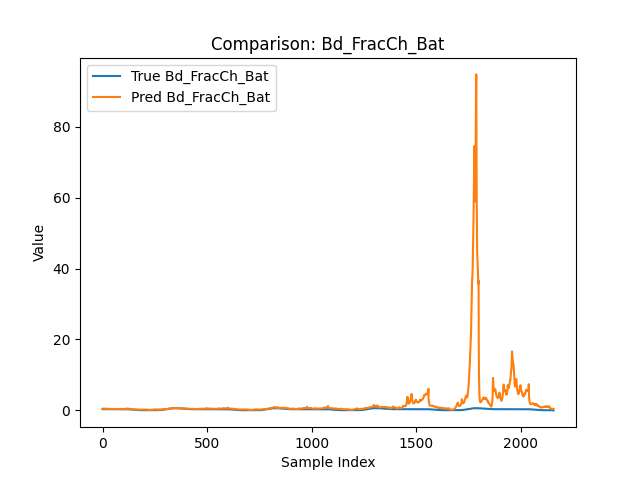 Comparison: Bd_FracCh_Bat
True Bd_FracCh_Bat
Pred Bd_FracCh_Bat
80
60
40
20
0
Value
0 500 1000 1500 2000
Sample Index